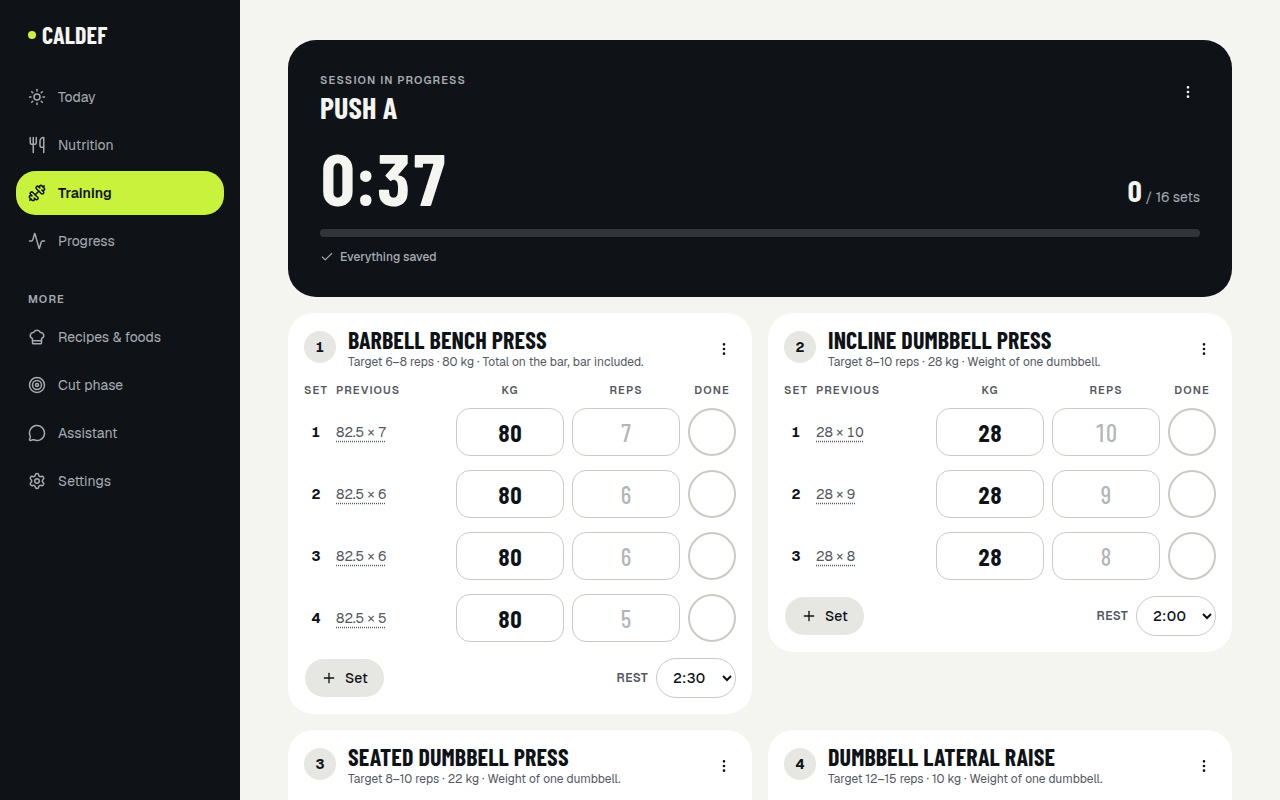 CALDEF
Today
Nutrition
Training
Progress
MORE
Recipes & foods
Cut phase
Assistant
Settings
SESSION IN PROGRESS
PUSH A
0:37
0 / 16 sets
Everything saved
1 BARBELL BENCH PRESS
Target 6–8 reps · 80 kg · Total on the bar, bar included.
SET PREVIOUS KG REPS DONE
1 82.5 × 7 80 7
2 82.5 × 6 80 6
3 82.5 × 6 80 6
4 82.5 × 5 80 5
+ Set REST 2:30
2 INCLINE DUMBBELL PRESS
Target 8–10 reps · 28 kg · Weight of one dumbbell.
SET PREVIOUS KG REPS DONE
1 28 × 10 28 10
2 28 × 9 28 9
3 28 × 8 28 8
+ Set REST 2:00
3 SEATED DUMBBELL PRESS
Target 8–10 reps · 22 kg · Weight of one dumbbell.
4 DUMBBELL LATERAL RAISE
Target 12–15 reps · 10 kg · Weight of one dumbbell.